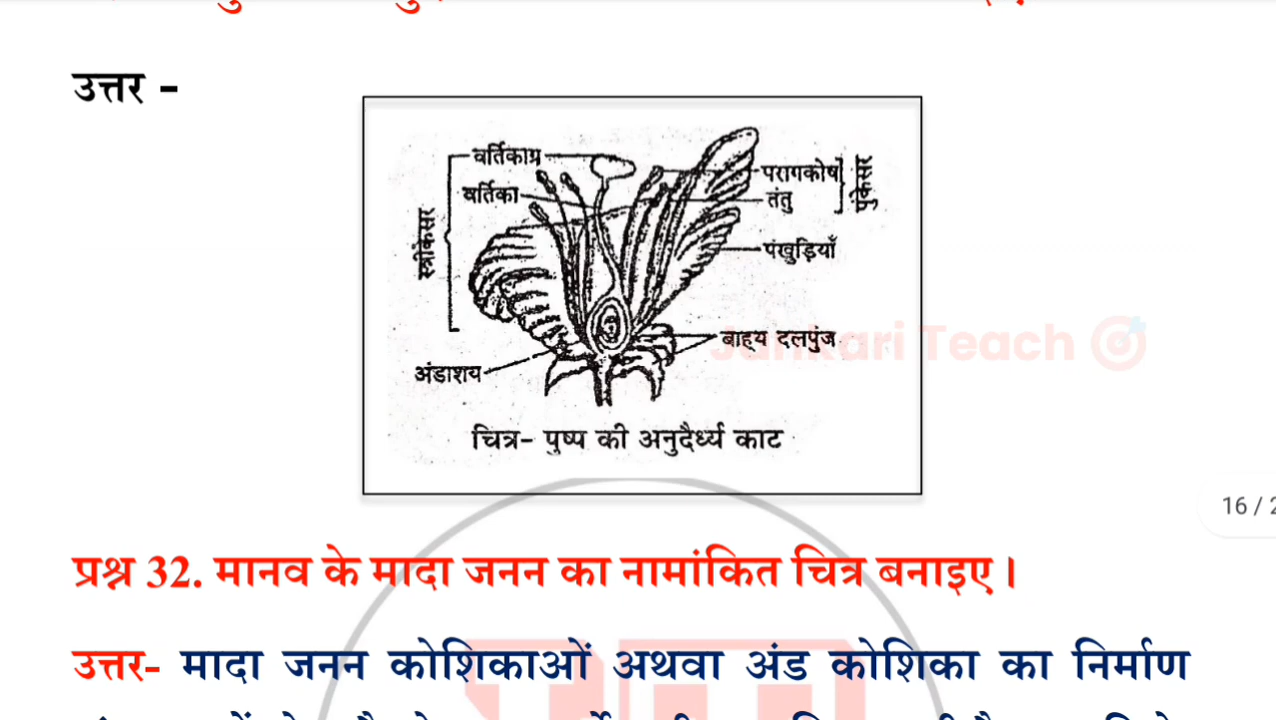 उत्तर -
वर्तिकाग्र
वर्तिका
स्त्रीकेसर
अंडाशय
परागकोष
तंतु
पुंकेसर
पंखुड़ियाँ
बाह्य दलपुंज
Jankari Teach
चित्र- पुष्प की अनुदैर्ध्य काट
16 / 2
प्रश्न 32. मानव के मादा जनन का नामांकित चित्र बनाइए।
उत्तर- मादा जनन कोशिकाओं अथवा अंड कोशिका का निर्माण